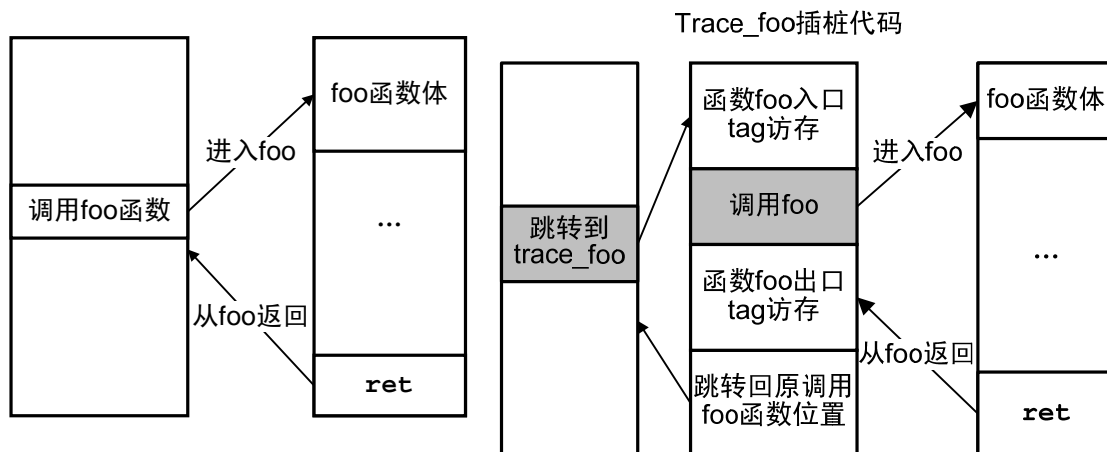 Trace_foo插桩代码
foo函数体
进入foo
调用foo函数
...
从foo返回
ret
跳转到
trace_foo
函数foo入口
tag访存
调用foo
函数foo出口
tag访存
跳转回原调用
foo函数位置
foo函数体
进入foo
...
从foo返回
ret